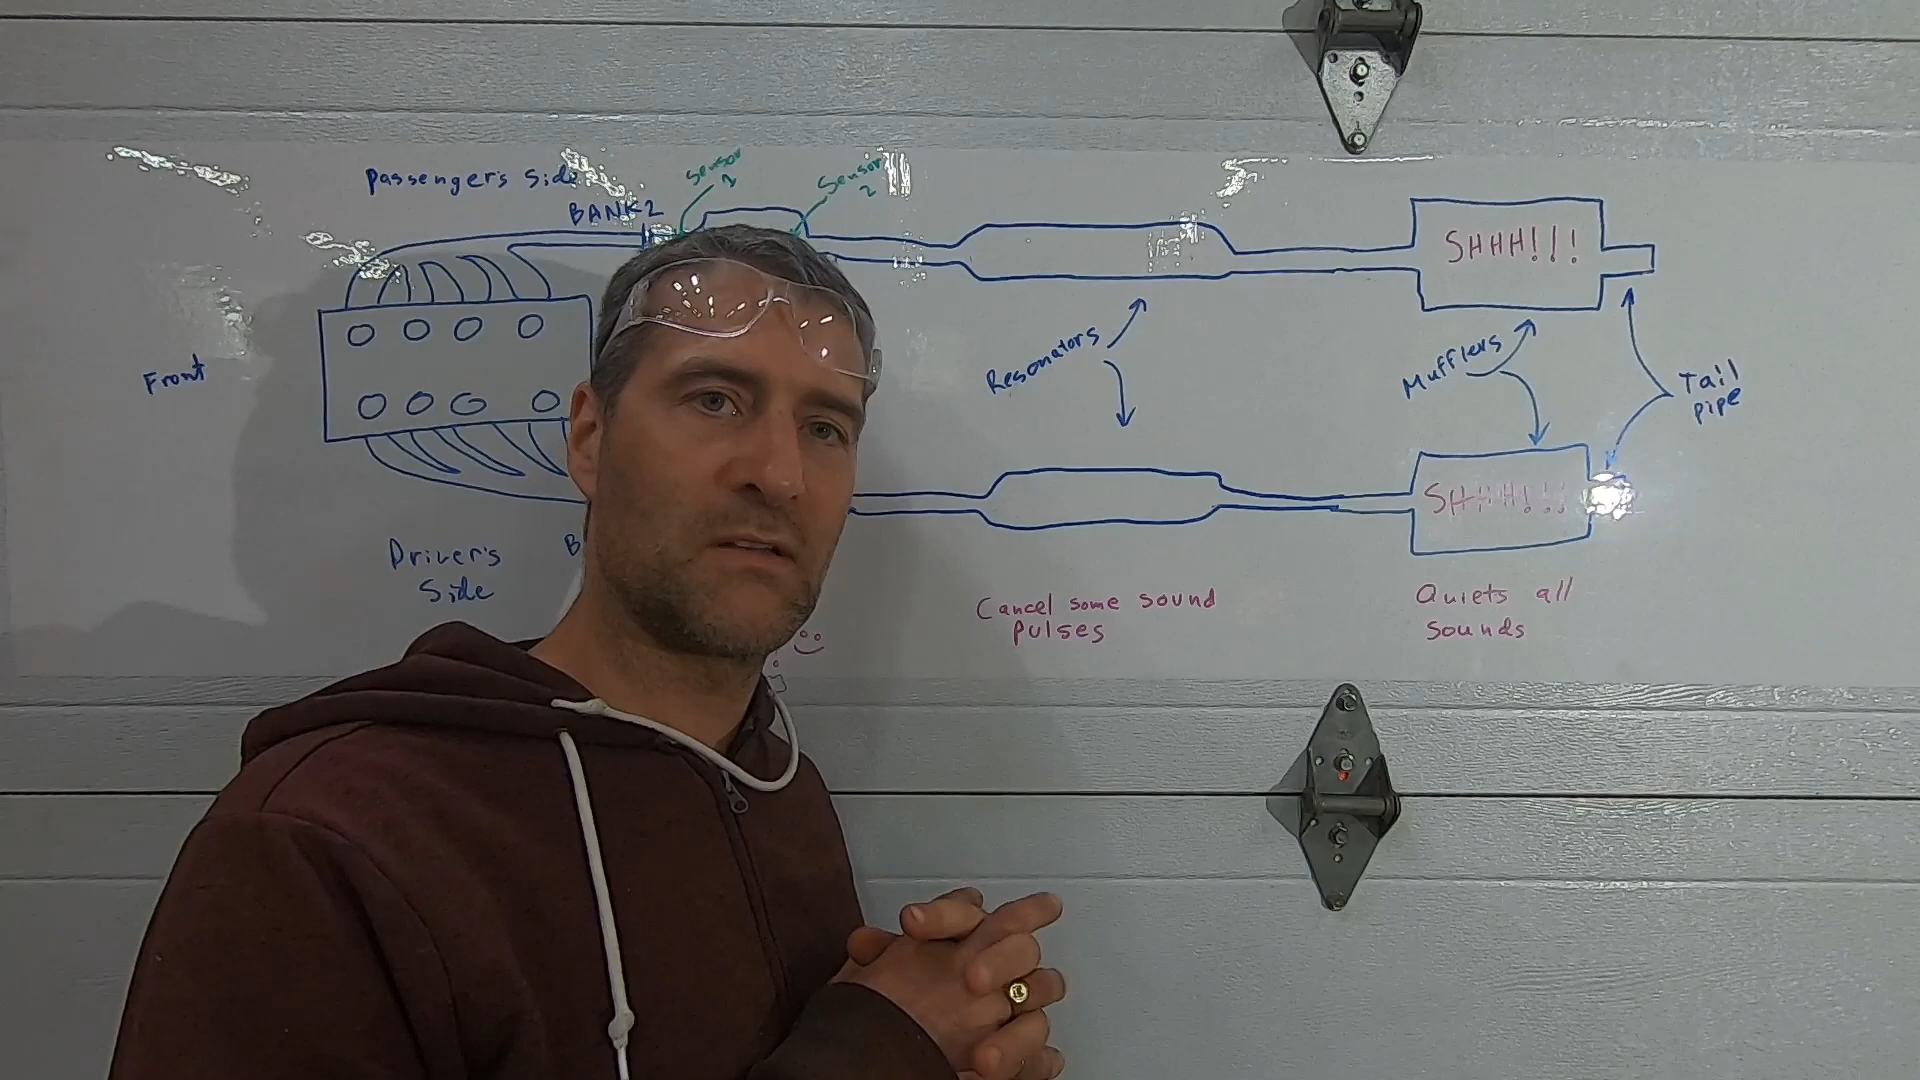 Passenger's Side
BANK 2
Sensor
1
Sensor
2
SHHH!!!
Front
Resonators
Mufflers
Tail
pipe
SHHH!!!
Driver's
Side
B
Cancel some sound
pulses
Quiets all
sounds